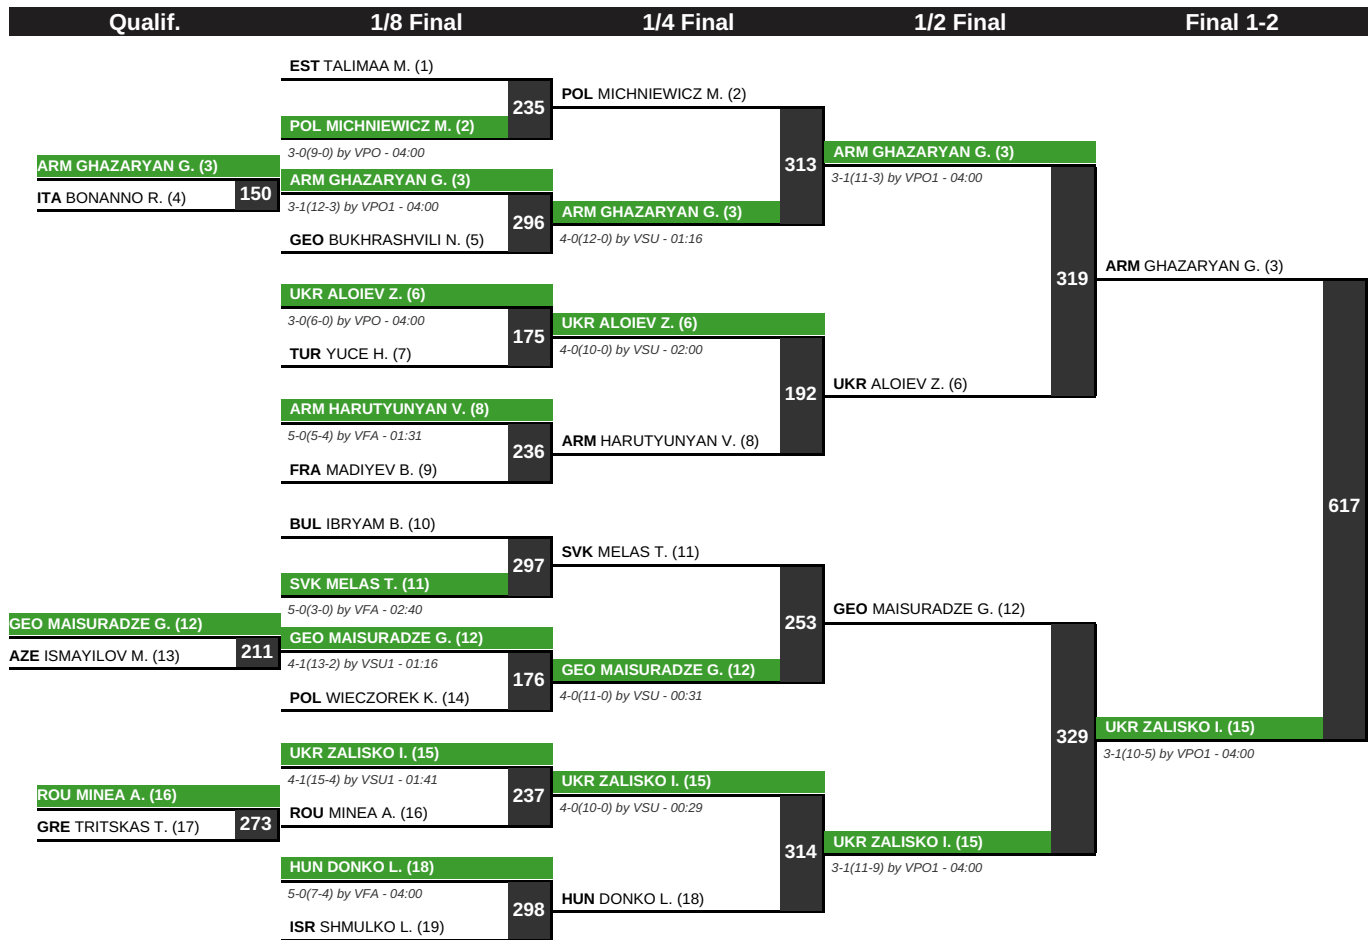 Qualif. 1/8 Final 1/4 Final 1/2 Final Final 1-2
EST TALIMAA M. (1)
235
POL MICHNIEWICZ M. (2)
3-0(9-0) by VPO - 04:00
ARM GHAZARYAN G. (3)
150
ITA BONANNO R. (4)
ARM GHAZARYAN G. (3)
3-1(12-3) by VPO1 - 04:00
296
GEO BUKHRASHVILI N. (5)
UKR ALOIEV Z. (6)
3-0(6-0) by VPO - 04:00
175
TUR YUCE H. (7)
ARM HARUTYUNYAN V. (8)
5-0(5-4) by VFA - 01:31
236
FRA MADIYEV B. (9)
BUL IBRYAM B. (10)
297
SVK MELAS T. (11)
5-0(3-0) by VFA - 02:40
GEO MAISURADZE G. (12)
211
AZE ISMAYILOV M. (13)
GEO MAISURADZE G. (12)
4-1(13-2) by VSU1 - 01:16
176
POL WIECZOREK K. (14)
UKR ZALISKO I. (15)
4-1(15-4) by VSU1 - 01:41
237
ROU MINEA A. (16)
ROU MINEA A. (16)
273
GRE TRITSKAS T. (17)
HUN DONKO L. (18)
5-0(7-4) by VFA - 04:00
298
ISR SHMULKO L. (19)
POL MICHNIEWICZ M. (2)
313
ARM GHAZARYAN G. (3)
4-0(12-0) by VSU - 01:16
UKR ALOIEV Z. (6)
4-0(10-0) by VSU - 02:00
192
ARM HARUTYUNYAN V. (8)
SVK MELAS T. (11)
253
GEO MAISURADZE G. (12)
4-0(11-0) by VSU - 00:31
UKR ZALISKO I. (15)
4-0(10-0) by VSU - 00:29
314
HUN DONKO L. (18)
ARM GHAZARYAN G. (3)
3-1(11-3) by VPO1 - 04:00
319
UKR ALOIEV Z. (6)
GEO MAISURADZE G. (12)
329
UKR ZALISKO I. (15)
3-1(11-9) by VPO1 - 04:00
ARM GHAZARYAN G. (3)
617
UKR ZALISKO I. (15)
3-1(10-5) by VPO1 - 04:00